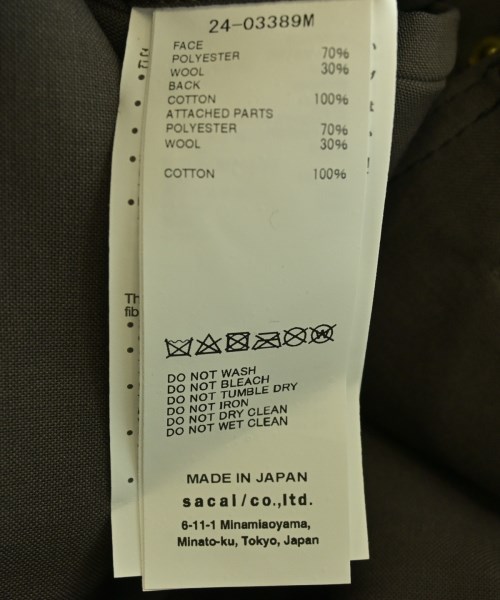 24-03389M
FACE
POLYESTER 70%
WOOL 30%
BACK
COTTON 100%
ATTACHED PARTS
POLYESTER 70%
WOOL 30%
COTTON 100%
Th
fib
DO NOT WASH
DO NOT BLEACH
DO NOT TUMBLE DRY
DO NOT IRON
DO NOT DRY CLEAN
DO NOT WET CLEAN
MADE IN JAPAN
sacai/co.,ltd.
6-11-1 Minamiaoyama,
Minato-ku, Tokyo, Japan